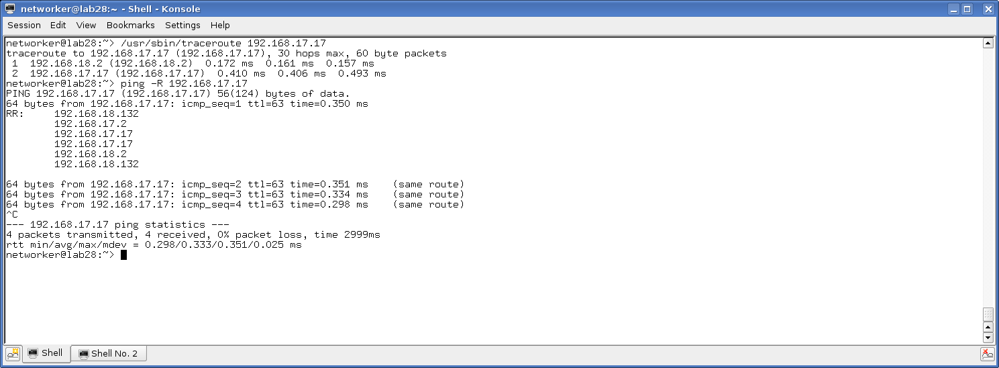 networker@lab28:~ - Shell - Konsole
Session Edit View Bookmarks Settings Help
networker@lab28:~> /usr/sbin/traceroute 192.168.17.17
traceroute to 192.168.17.17 (192.168.17.17), 30 hops max, 60 byte packets
 1  192.168.18.2 (192.168.18.2)  0.172 ms  0.161 ms  0.157 ms
 2  192.168.17.17 (192.168.17.17)  0.410 ms  0.406 ms  0.493 ms
networker@lab28:~> ping -R 192.168.17.17
PING 192.168.17.17 (192.168.17.17) 56(124) bytes of data.
64 bytes from 192.168.17.17: icmp_seq=1 ttl=63 time=0.350 ms
RR:     192.168.18.132
        192.168.17.2
        192.168.17.17
        192.168.17.17
        192.168.18.2
        192.168.18.132
64 bytes from 192.168.17.17: icmp_seq=2 ttl=63 time=0.351 ms    (same route)
64 bytes from 192.168.17.17: icmp_seq=3 ttl=63 time=0.334 ms    (same route)
64 bytes from 192.168.17.17: icmp_seq=4 ttl=63 time=0.298 ms    (same route)
^C
--- 192.168.17.17 ping statistics ---
4 packets transmitted, 4 received, 0% packet loss, time 2999ms
rtt min/avg/max/mdev = 0.298/0.333/0.351/0.025 ms
networker@lab28:~>
Shell Shell No. 2